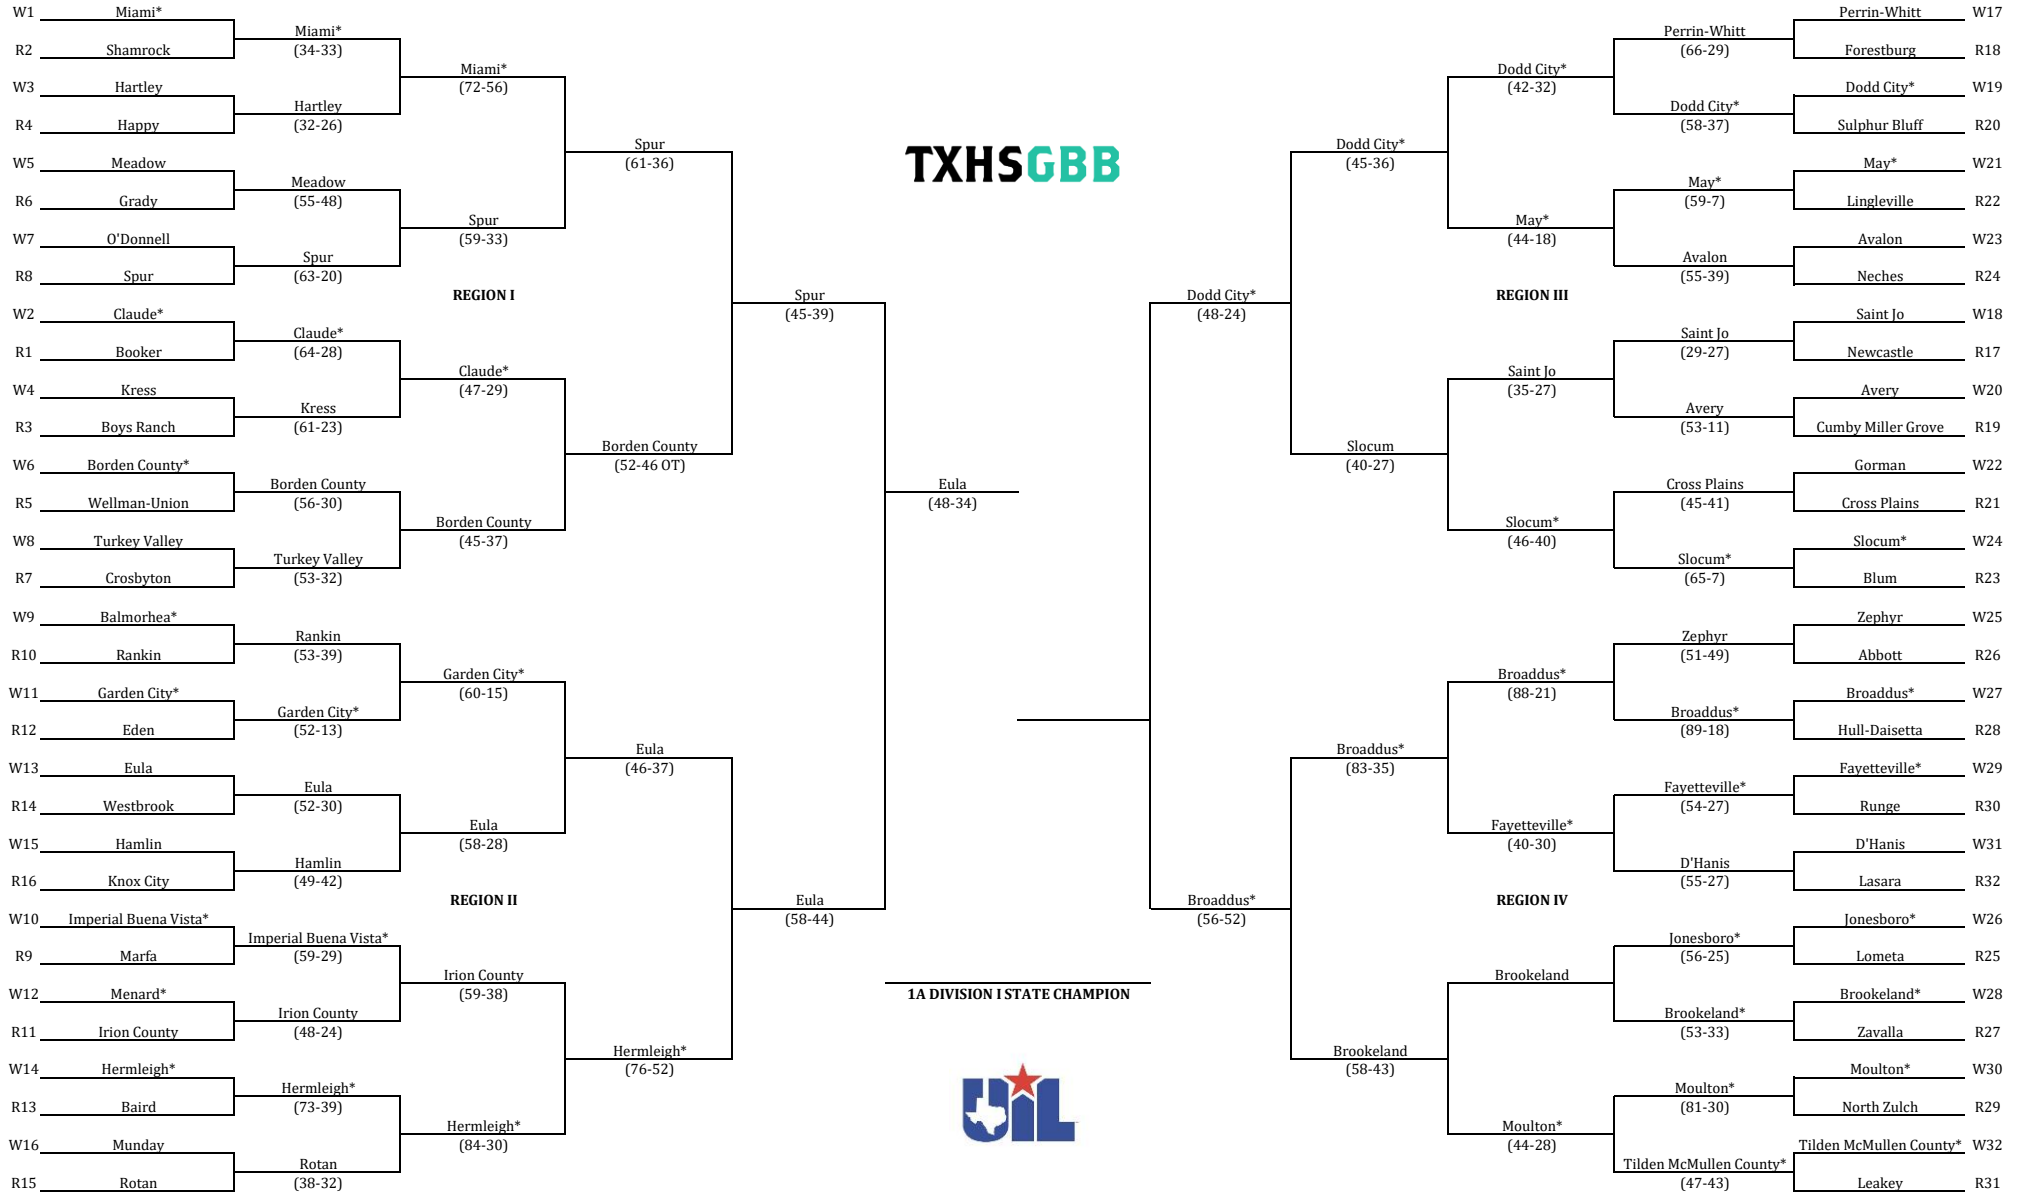 W1 Miami*
R2 Shamrock
W3 Hartley
R4 Happy
W5 Meadow
R6 Grady
W7 O'Donnell
R8 Spur
W2 Claude*
R1 Booker
W4 Kress
R3 Boys Ranch
W6 Borden County*
R5 Wellman-Union
W8 Turkey Valley
R7 Crosbyton
W9 Balmorhea*
R10 Rankin
W11 Garden City*
R12 Eden
W13 Eula
R14 Westbrook
W15 Hamlin
R16 Knox City
W10 Imperial Buena Vista*
R9 Marfa
W12 Menard*
R11 Irion County
W14 Hermleigh*
R13 Baird
W16 Munday
R15 Rotan
Miami*
(34-33)
Hartley
(32-26)
Meadow
(55-48)
Spur
(63-20)
Claude*
(64-28)
Kress
(61-23)
Borden County
(56-30)
Turkey Valley
(53-32)
Rankin
(53-39)
Garden City*
(52-13)
Eula
(52-30)
Hamlin
(49-42)
Imperial Buena Vista*
(59-29)
Irion County
(48-24)
Hermleigh*
(73-39)
Rotan
(38-32)
Miami*
(72-56)
Spur
(59-33)
REGION I
Claude*
(47-29)
Borden County
(45-37)
Garden City*
(60-15)
Eula
(58-28)
REGION II
Irion County
(59-38)
Hermleigh*
(84-30)
Spur
(61-36)
Borden County
(52-46 OT)
Eula
(46-37)
Hermleigh*
(76-52)
Spur
(45-39)
Eula
(58-44)
Eula
(48-34)
TXHSGBB
1A DIVISION I STATE CHAMPION
UIL
Dodd City*
(48-24)
Broaddus*
(56-52)
Dodd City*
(45-36)
Slocum
(40-27)
Broaddus*
(83-35)
Brookeland
(58-43)
Dodd City*
(42-32)
May*
(44-18)
REGION III
Saint Jo
(35-27)
Slocum*
(46-40)
Broaddus*
(88-21)
Fayetteville*
(40-30)
REGION IV
Brookeland
Moulton*
(44-28)
Perrin-Whitt
(66-29)
Dodd City*
(58-37)
May*
(59-7)
Avalon
(55-39)
Saint Jo
(29-27)
Avery
(53-11)
Cross Plains
(45-41)
Slocum*
(65-7)
Zephyr
(51-49)
Broaddus*
(89-18)
Fayetteville*
(54-27)
D'Hanis
(55-27)
Jonesboro*
(56-25)
Brookeland*
(53-33)
Moulton*
(81-30)
Tilden McMullen County*
(47-43)
Perrin-Whitt W17
Forestburg R18
Dodd City* W19
Sulphur Bluff R20
May* W21
Lingleville R22
Avalon W23
Neches R24
Saint Jo W18
Newcastle R17
Avery W20
Cumby Miller Grove R19
Gorman W22
Cross Plains R21
Slocum* W24
Blum R23
Zephyr W25
Abbott R26
Broaddus* W27
Hull-Daisetta R28
Fayetteville* W29
Runge R30
D'Hanis W31
Lasara R32
Jonesboro* W26
Lometa R25
Brookeland* W28
Zavalla R27
Moulton* W30
North Zulch R29
Tilden McMullen County* W32
Leakey R31